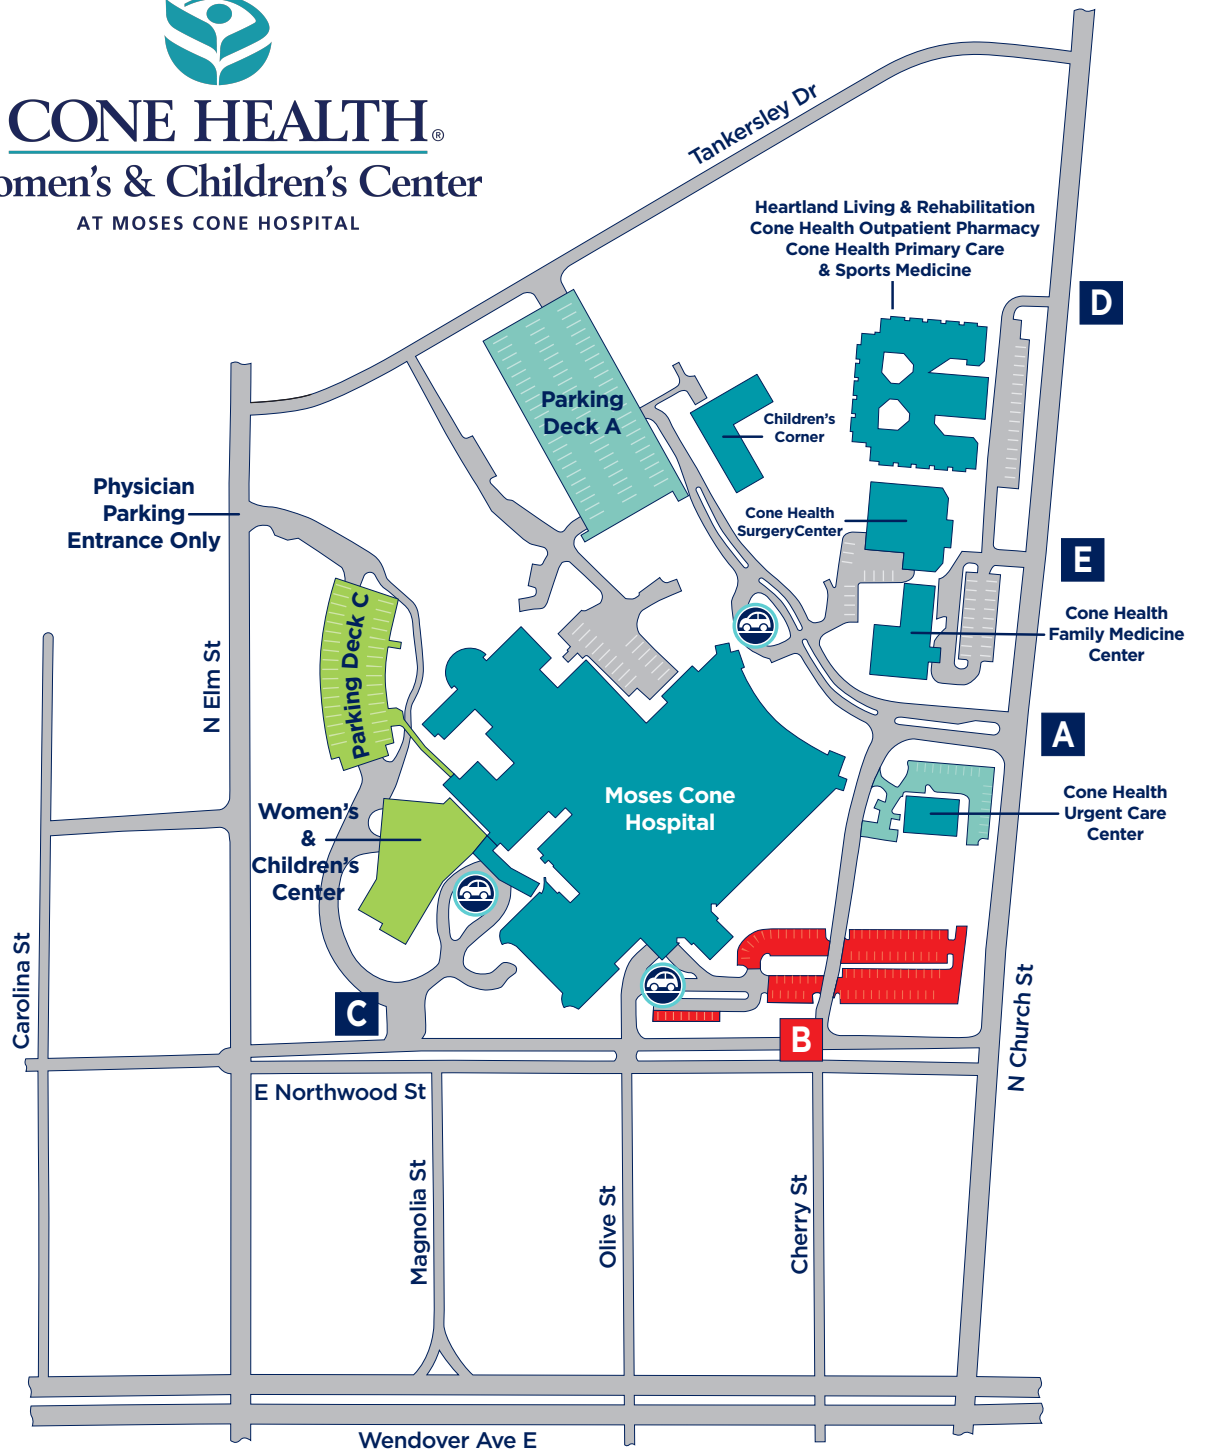 CONE HEALTH®
omen's & Children's Center
AT MOSES CONE HOSPITAL
Tankersley Dr
Heartland Living & Rehabilitation
Cone Health Outpatient Pharmacy
Cone Health Primary Care
& Sports Medicine
D
Parking
Deck A
Children's
Corner
Physician
Parking
Entrance Only
Cone Health
SurgeryCenter
E
Cone Health
Family Medicine
Center
Parking Deck C
N Elm St
A
Moses Cone
Hospital
Women's
&
Children's
Center
Cone Health
Urgent Care
Center
Carolina St
C
B
N Church St
E Northwood St
Magnolia St
Olive St
Cherry St
Wendover Ave E